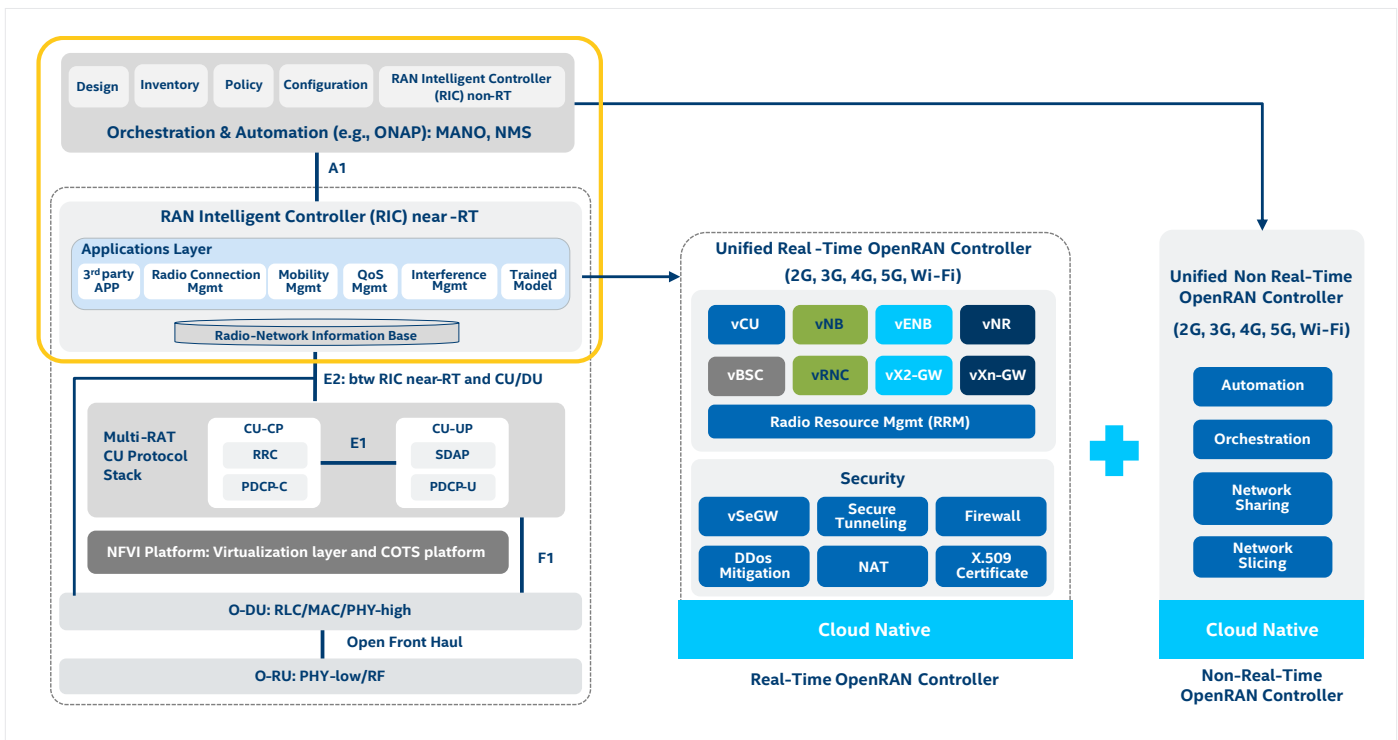 Design
Inventory
Policy
Configuration
RAN Intelligent Controller
(RIC) non-RT
Orchestration & Automation (e.g., ONAP): MANO, NMS
A1
RAN Intelligent Controller (RIC) near-RT
Applications Layer
3rd party
APP
Radio Connection
Mgmt
Mobility
Mgmt
QoS
Mgmt
Interference
Mgmt
Trained
Model
Radio-Network Information Base
E2: btw RIC near-RT and CU/DU
Multi-RAT
CU Protocol
Stack
CU-CP
RRC
PDCP-C
E1
CU-UP
SDAP
PDCP-U
NFVI Platform: Virtualization layer and COTS platform
F1
O-DU: RLC/MAC/PHY-high
Open Front Haul
O-RU: PHY-low/RF
Unified Real-Time OpenRAN Controller
(2G, 3G, 4G, 5G, Wi-Fi)
vCU
vNB
vENB
vNR
vBSC
vRNC
vX2-GW
vXn-GW
Radio Resource Mgmt (RRM)
Security
vSeGW
Secure
Tunneling
Firewall
DDos
Mitigation
NAT
X.509
Certificate
Cloud Native
Real-Time OpenRAN Controller
Unified Non Real-Time
OpenRAN Controller
(2G, 3G, 4G, 5G, Wi-Fi)
Automation
Orchestration
Network
Sharing
Network
Slicing
Cloud Native
Non-Real-Time
OpenRAN Controller